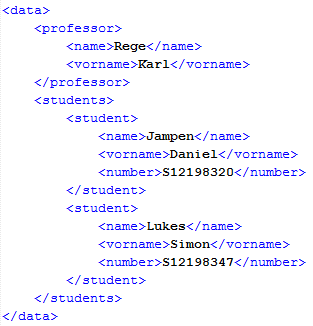 <data>
    <professor>
        <name>Rege</name>
        <vorname>Karl</vorname>
    </professor>
    <students>
        <student>
            <name>Jampen</name>
            <vorname>Daniel</vorname>
            <number>S12198320</number>
        </student>
        <student>
            <name>Lukes</name>
            <vorname>Simon</vorname>
            <number>S12198347</number>
        </student>
    </students>
</data>